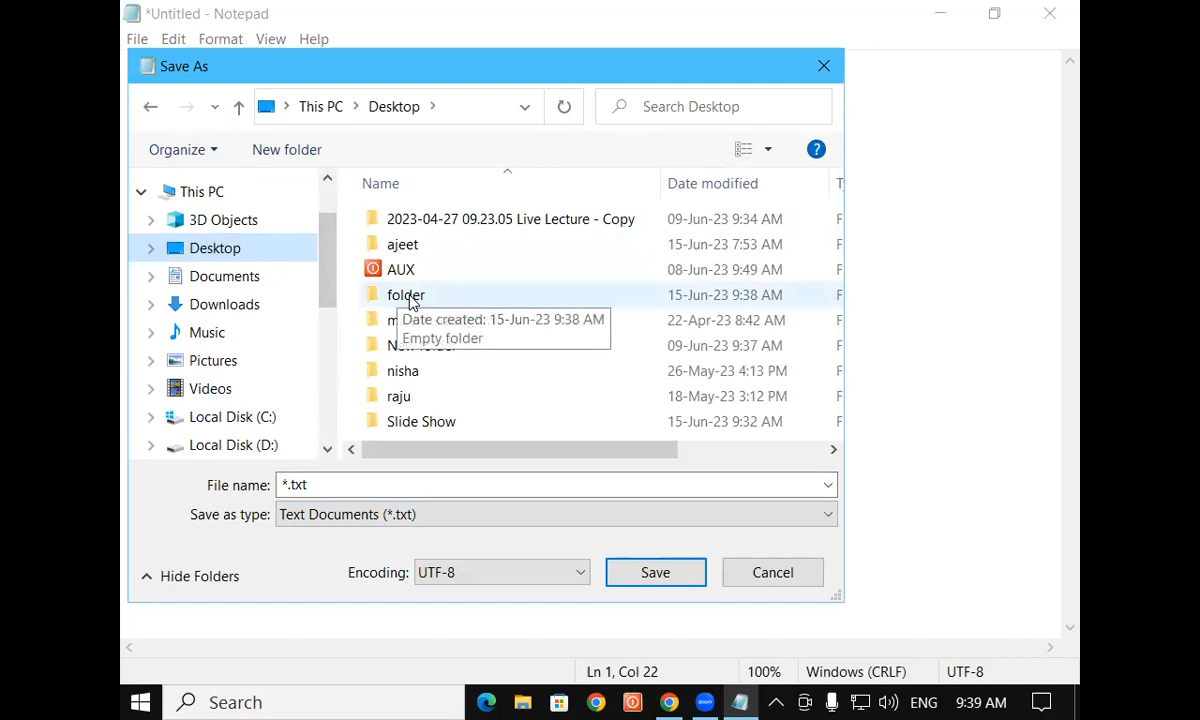 *Untitled - Notepad
File Edit Format View Help
Save As
This PC Desktop Search Desktop
Organize New folder
Name Date modified
This PC
3D Objects
Desktop
Documents
Downloads
Music
Pictures
Videos
Local Disk (C:)
Local Disk (D:)
2023-04-27 09.23.05 Live Lecture - Copy 09-Jun-23 9:34 AM F
ajeet 15-Jun-23 7:53 AM F
AUX 08-Jun-23 9:49 AM F
folder 15-Jun-23 9:38 AM F
22-Apr-23 8:42 AM F
09-Jun-23 9:37 AM F
nisha 26-May-23 4:13 PM F
raju 18-May-23 3:12 PM F
Slide Show 15-Jun-23 9:32 AM F
Date created: 15-Jun-23 9:38 AM
Empty folder
File name: *.txt
Save as type: Text Documents (*.txt)
Hide Folders Encoding: UTF-8 Save Cancel
Ln 1, Col 22 100% Windows (CRLF) UTF-8
Search ENG 9:39 AM